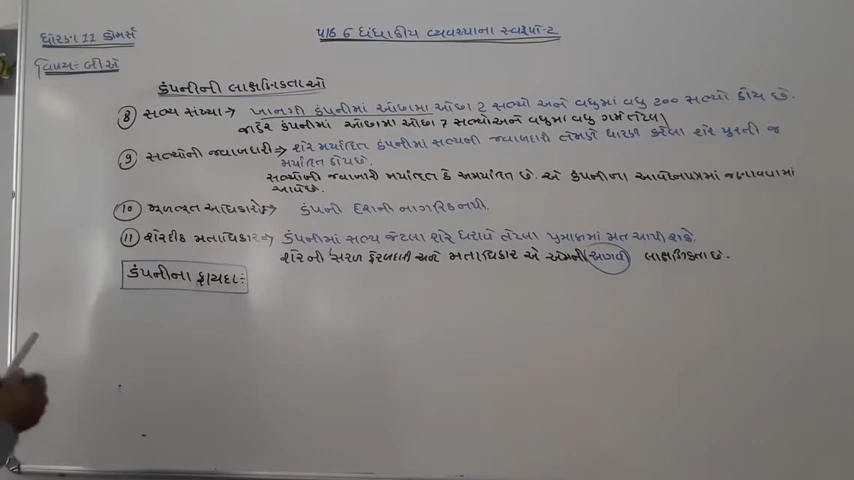 ધોરણ 11 કોમર્સ
પાઠ 6 ધંધાકીય વ્યવસ્થાના સ્વરૂપો-2
વિષય:- બીએ
કંપનીની લાક્ષણિકતાઓ
8 સભ્ય સંખ્યા → ખાનગી કંપનીમાં ઓછામા ઓછા 2 સભ્યો અને વધુમાં વધુ 200 સભ્યો હોય છે.
જાહેર કંપનીમાં ઓછામા ઓછા 7 સભ્યો અને વધુમા વધુ ગમે તેટલા
9 સભ્યોની જવાબદારી ⇒ શેર મર્યાદિત કંપનીમાં સભ્યની જવાબદારી તેમણે ધારણ કરેલા શેર પુરતી જ
મર્યાદિત હોય છે.
સભ્યોની જવાબદારી મર્યાદિત કે અમર્યાદિત છે. એ કંપનીના આવેદનપત્રમાં જણાવવામાં
આવે છે.
10 મૂળભૂત અધિકારો → કંપની દેશની નાગરિક નથી.
11 શેરદીઠ મતાધિકાર ⇒ કંપનીમાં સભ્ય જેટલા શેર ધરાવે તેટલા પ્રમાણમાં મત આપી શકે.
શેરની સરળ ફેરબદલી અને મતાધિકાર એ એમની આગવી લાક્ષણિકતા છે.
કંપનીના ફાયદા:-